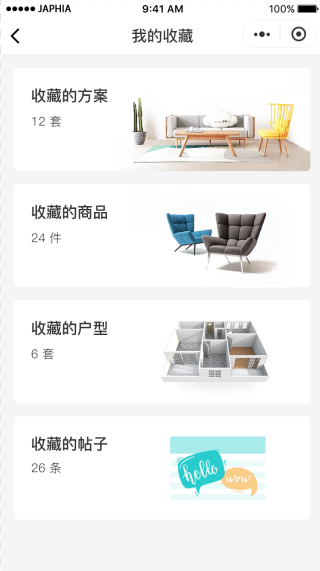 JAPHIA 9:41 AM 100%
我的收藏
收藏的方案
12 套
收藏的商品
24 件
收藏的户型
6 套
收藏的帖子
26 条
hello
wow